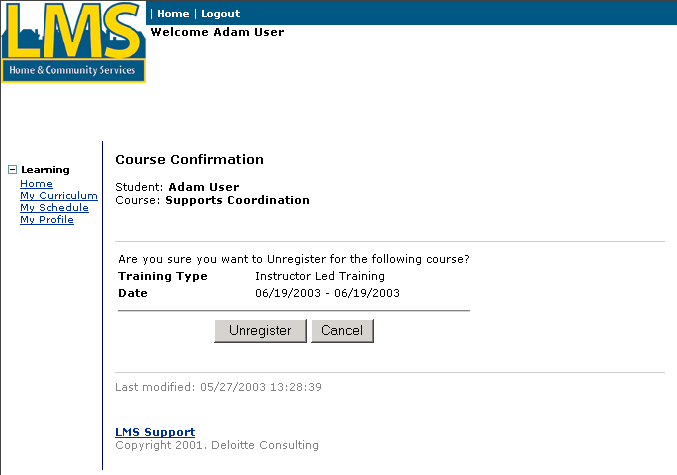 LMS
Home & Community Services
| Home | Logout
Welcome Adam User
Learning
Home
My Curriculum
My Schedule
My Profile
Course Confirmation
Student: Adam User
Course: Supports Coordination
Are you sure you want to Unregister for the following course?
Training Type Instructor Led Training
Date 06/19/2003 - 06/19/2003
Unregister Cancel
Last modified: 05/27/2003 13:28:39
LMS Support
Copyright 2001. Deloitte Consulting